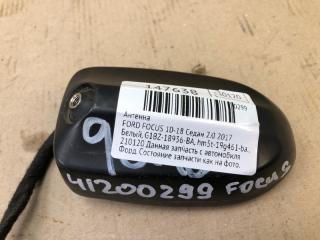 147638
Антенна
FORD FOCUS 10-18 Седан 2.0 2017
Белый, G1BZ-18936-BA, hm5t-19g461-ba..
210120 Данная запчасть с автомобиля
Форд. Состояние запчасти как на фото.
41200299 FOCUS